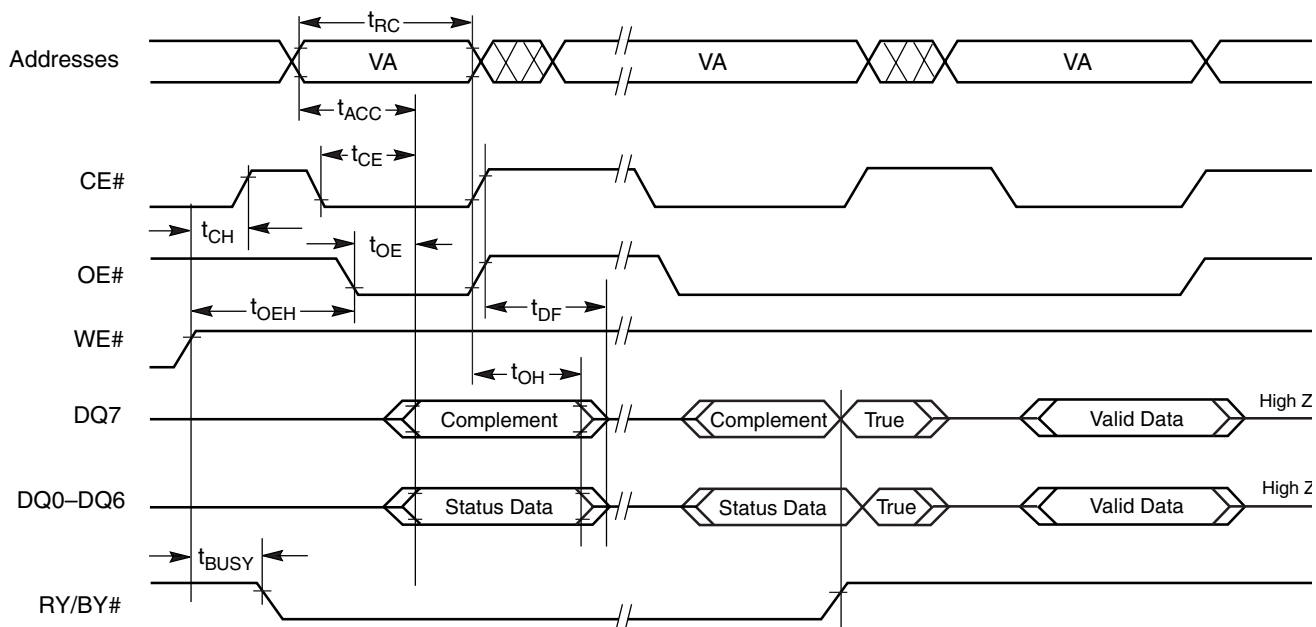 tRC
Addresses VA VA VA
tACC
tCE
CE#
tCH
tOE
OE#
tOEH tDF
WE#
tOH
DQ7 Complement Complement True Valid Data High Z
DQ0–DQ6 Status Data Status Data True Valid Data High Z
tBUSY
RY/BY#